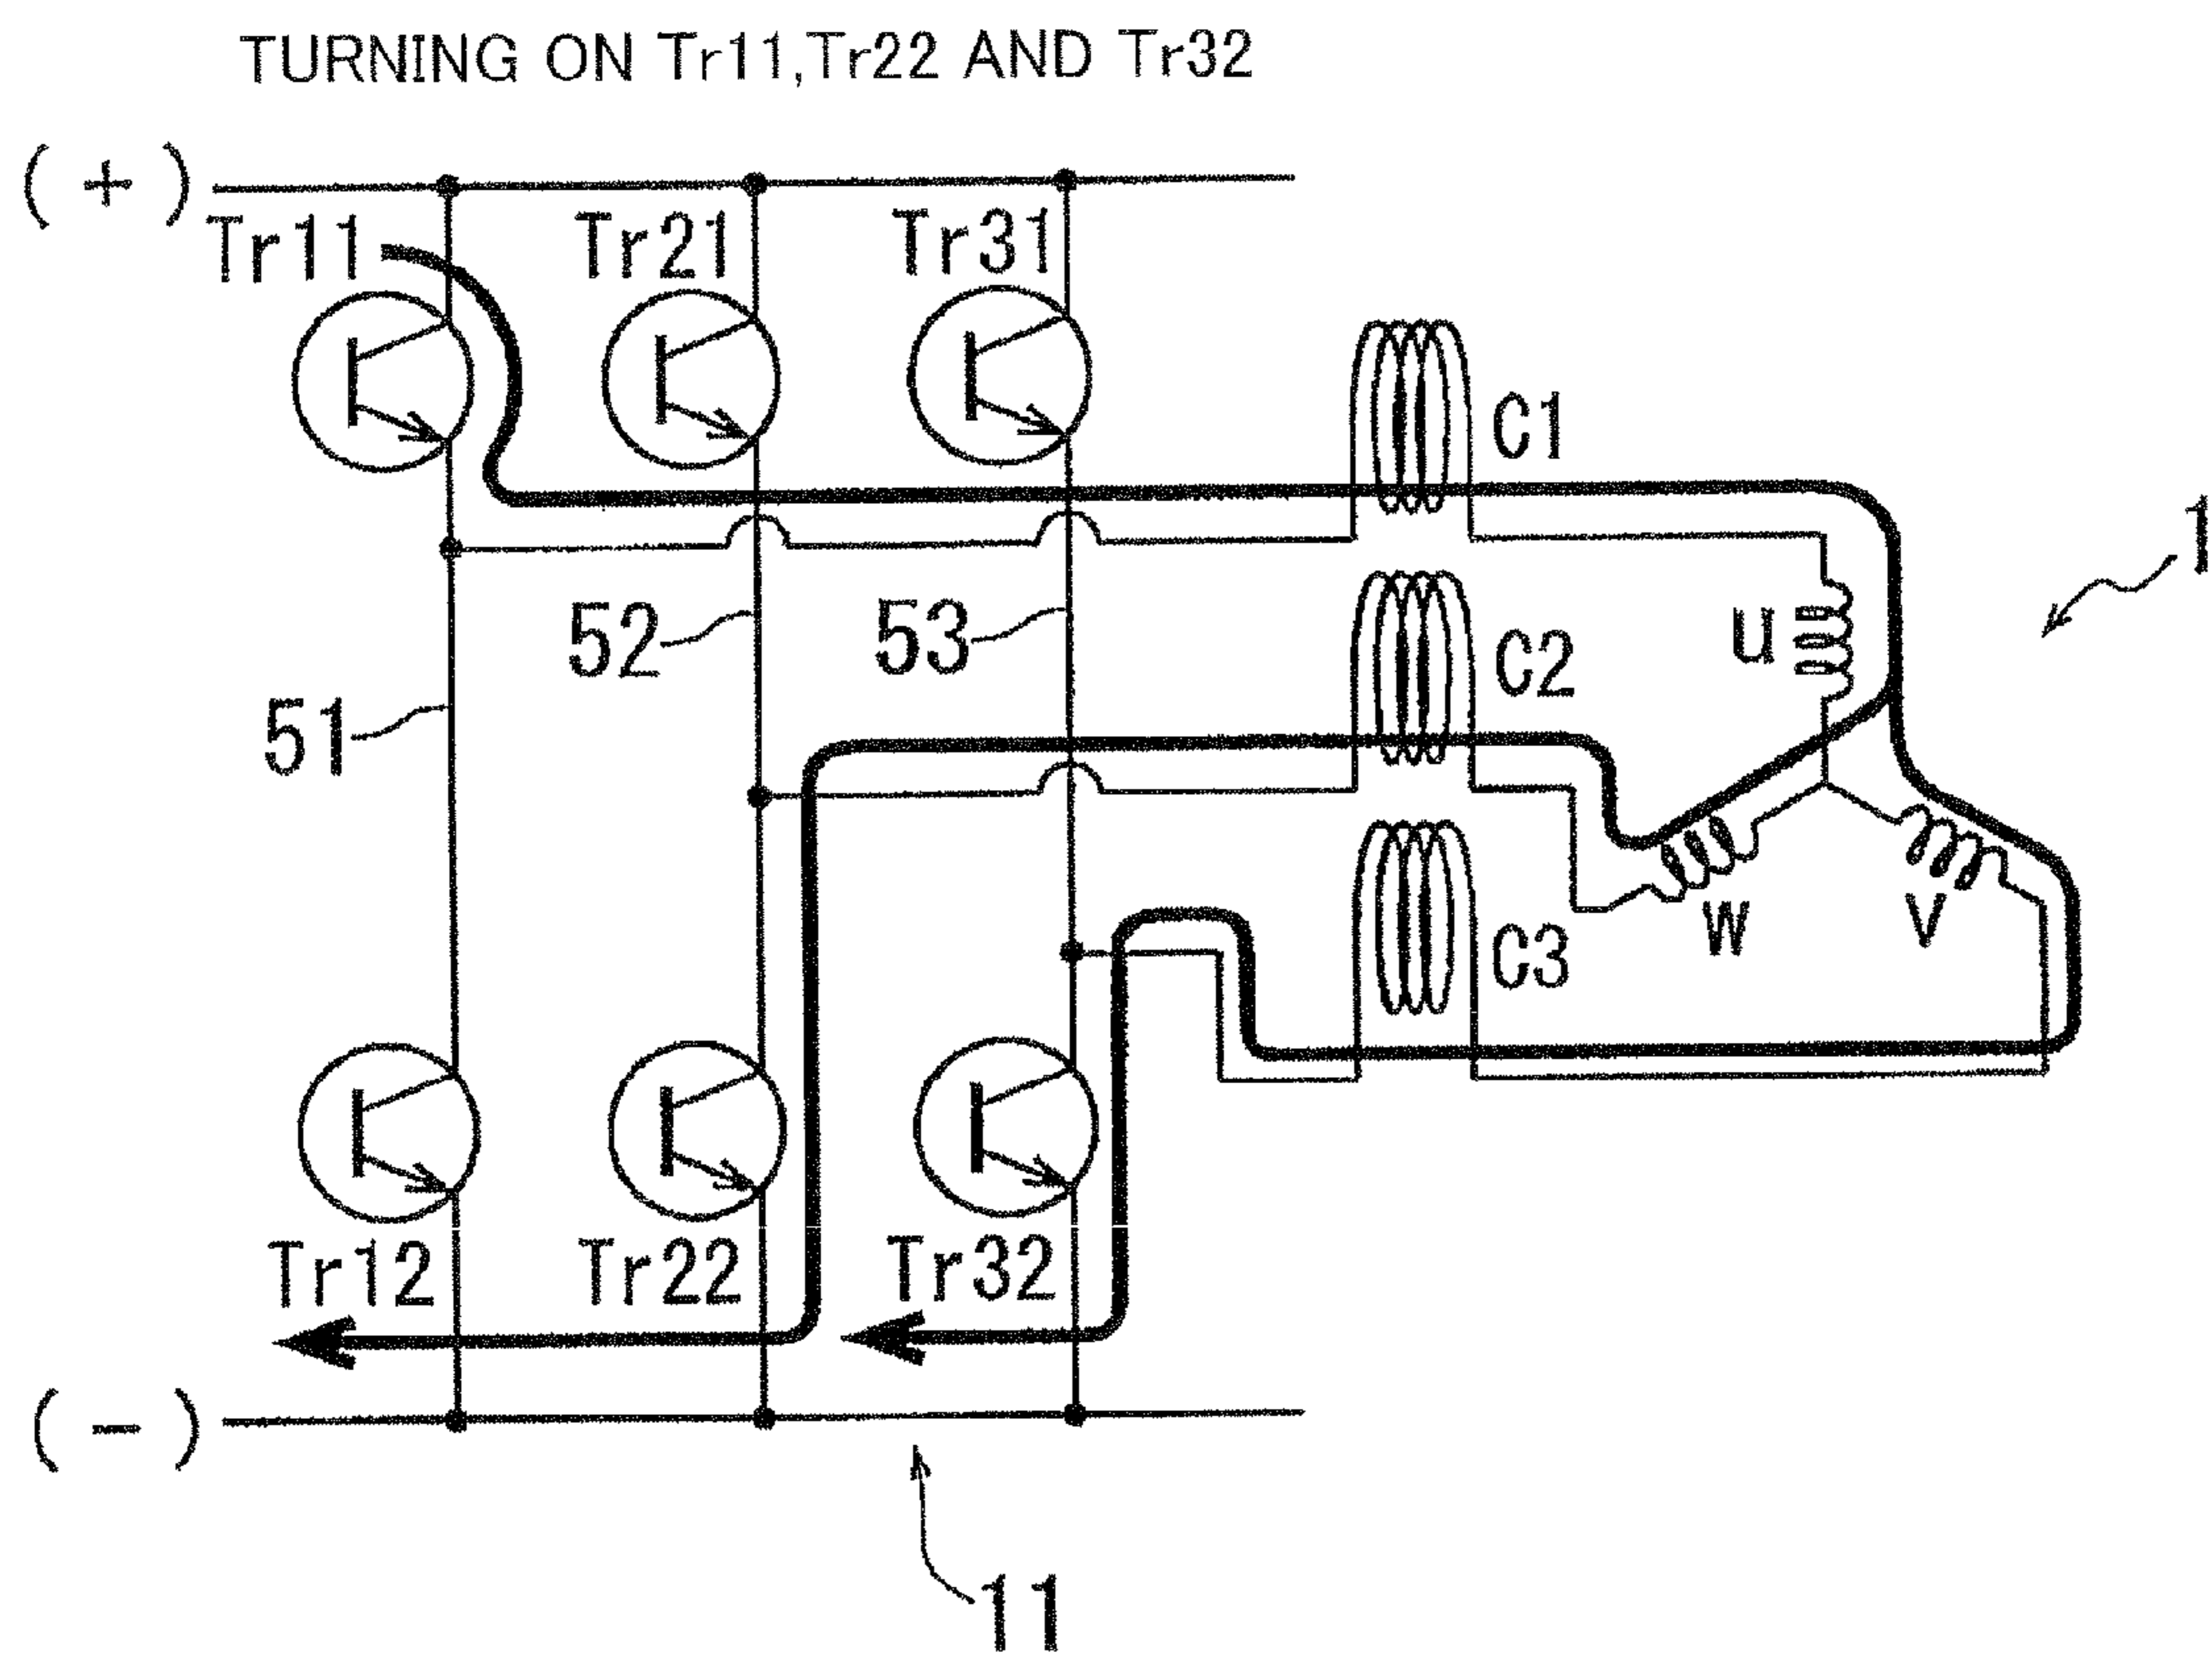 TURNING ON Tr11,Tr22 AND Tr32
(+)
Tr11 Tr21 Tr31
C1
1
52 53 C2 u
51
C3 W V
Tr12 Tr22 Tr32
(-)
11